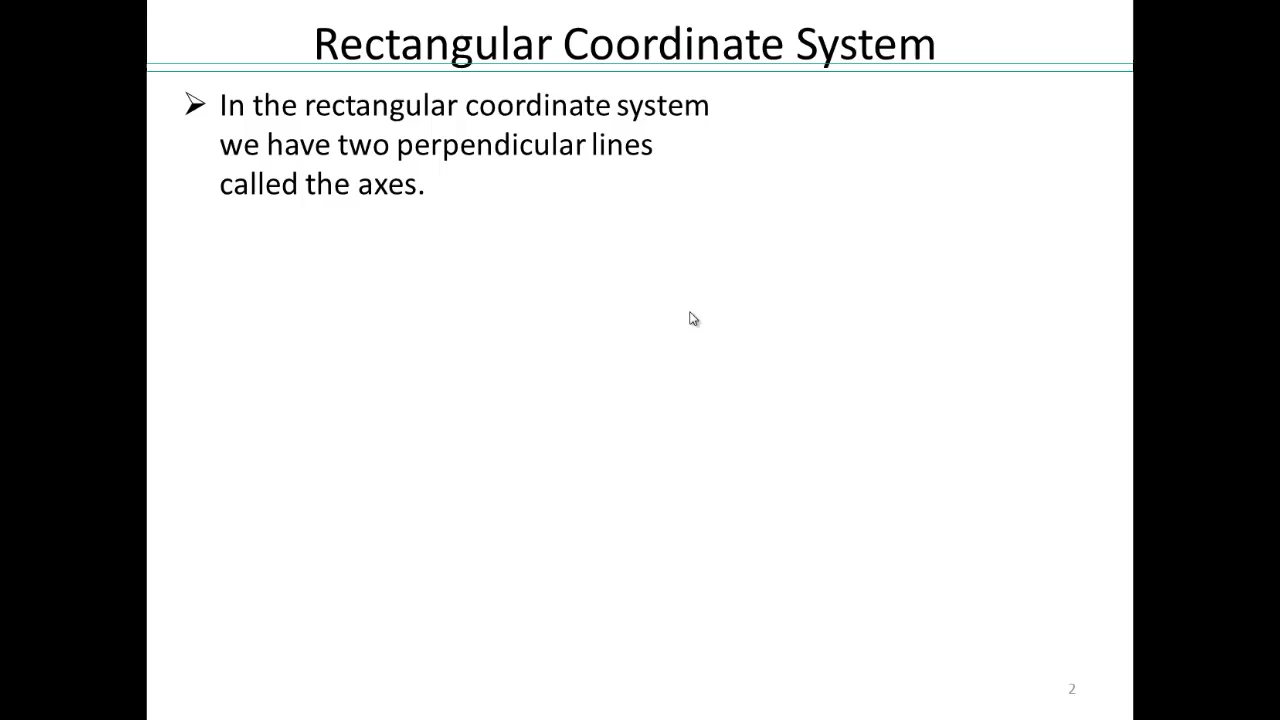 Rectangular Coordinate System
➢ In the rectangular coordinate system
we have two perpendicular lines
called the axes.
2